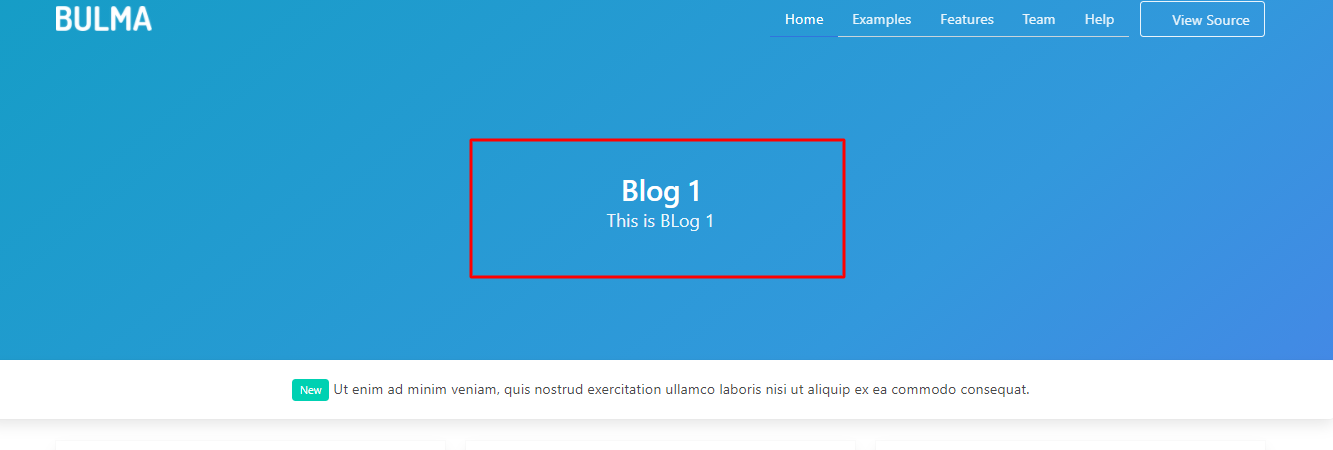 BULMA
Home Examples Features Team Help View Source
Blog 1
This is BLog 1
New Ut enim ad minim veniam, quis nostrud exercitation ullamco laboris nisi ut aliquip ex ea commodo consequat.